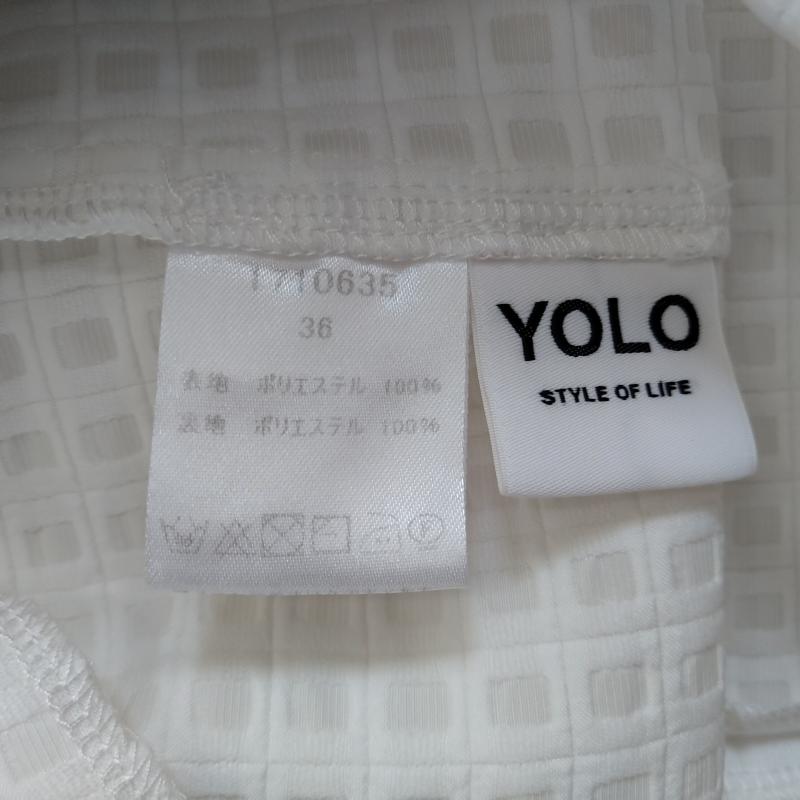 1710635
36
表地 ポリエステル 100%
裏地 ポリエステル 100%
YOLO
STYLE OF LIFE